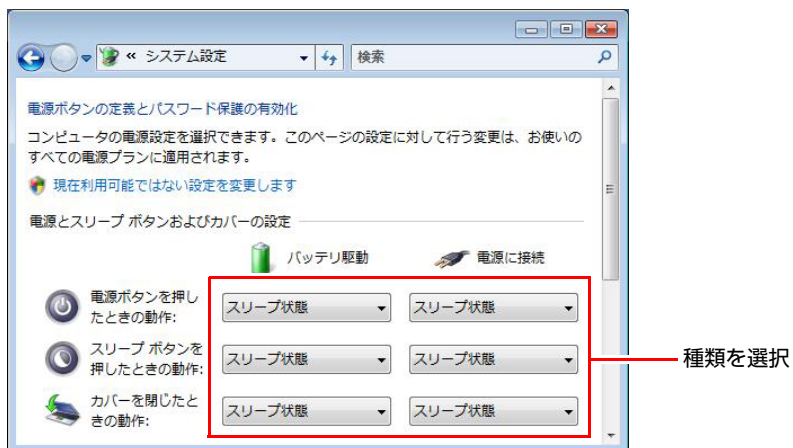 « システム設定
検索
電源ボタンの定義とパスワード保護の有効化
コンピュータの電源設定を選択できます。このページの設定に対して行う変更は、お使いの
すべての電源プランに適用されます。
現在利用可能ではない設定を変更します
電源とスリープ ボタンおよびカバーの設定
バッテリ駆動 電源に接続
電源ボタンを押し
たときの動作:
スリープ状態 スリープ状態
スリープ ボタンを
押したときの動作:
スリープ状態 スリープ状態
種類を選択
カバーを閉じたと
きの動作:
スリープ状態 スリープ状態